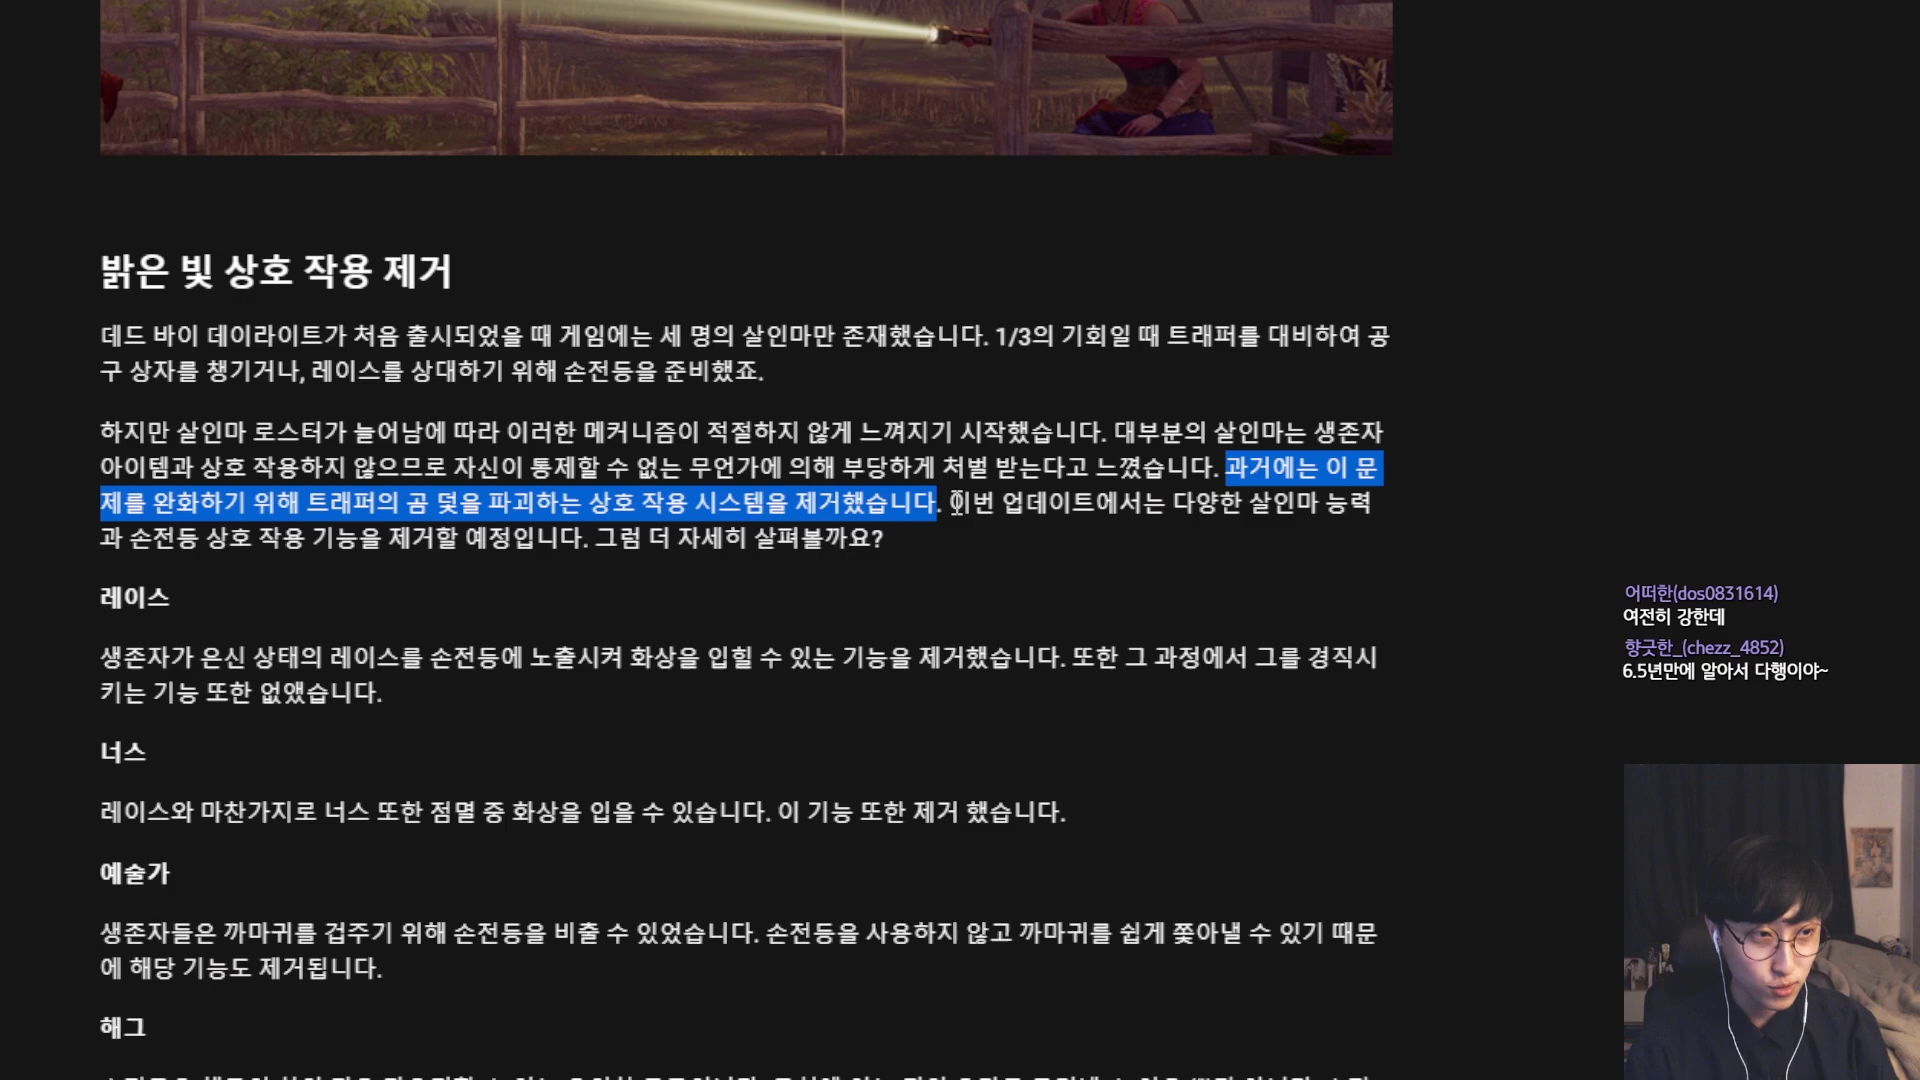 밝은 빛 상호 작용 제거
데드 바이 데이라이트가 처음 출시되었을 때 게임에는 세 명의 살인마만 존재했습니다. 1/3의 기회일 때 트래퍼를 대비하여 공
구 상자를 챙기거나, 레이스를 상대하기 위해 손전등을 준비했죠.
하지만 살인마 로스터가 늘어남에 따라 이러한 메커니즘이 적절하지 않게 느껴지기 시작했습니다. 대부분의 살인마는 생존자
아이템과 상호 작용하지 않으므로 자신이 통제할 수 없는 무언가에 의해 부당하게 처벌 받는다고 느꼈습니다. 과거에는 이 문
제를 완화하기 위해 트래퍼의 곰 덫을 파괴하는 상호 작용 시스템을 제거했습니다. 이번 업데이트에서는 다양한 살인마 능력
과 손전등 상호 작용 기능을 제거할 예정입니다. 그럼 더 자세히 살펴볼까요?
레이스
생존자가 은신 상태의 레이스를 손전등에 노출시켜 화상을 입힐 수 있는 기능을 제거했습니다. 또한 그 과정에서 그를 경직시
키는 기능 또한 없앴습니다.
너스
레이스와 마찬가지로 너스 또한 점멸 중 화상을 입을 수 있습니다. 이 기능 또한 제거 했습니다.
예술가
생존자들은 까마귀를 겁주기 위해 손전등을 비출 수 있었습니다. 손전등을 사용하지 않고 까마귀를 쉽게 쫓아낼 수 있기 때문
에 해당 기능도 제거됩니다.
해그
어떠한(dos0831614)
여전히 강한데
향긋한_(chezz_4852)
6.5년만에 알아서 다행이야~